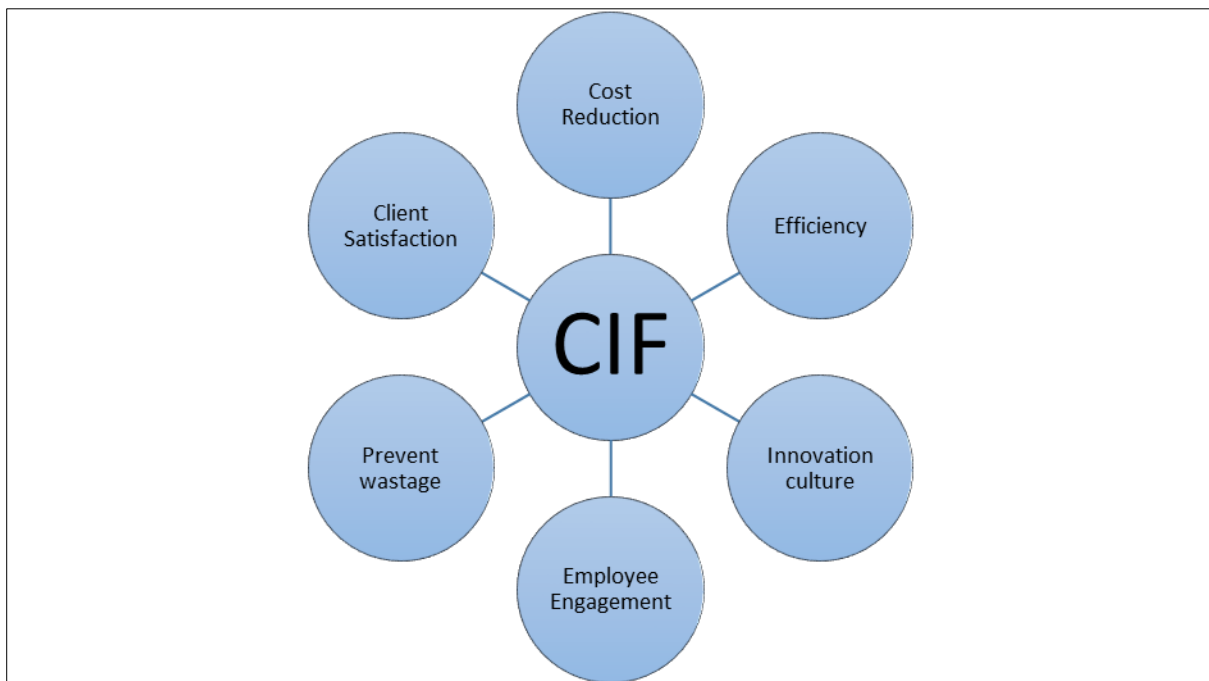 Cost
Reduction
Client
Satisfaction
Efficiency
CIF
Prevent
wastage
Innovation
culture
Employee
Engagement